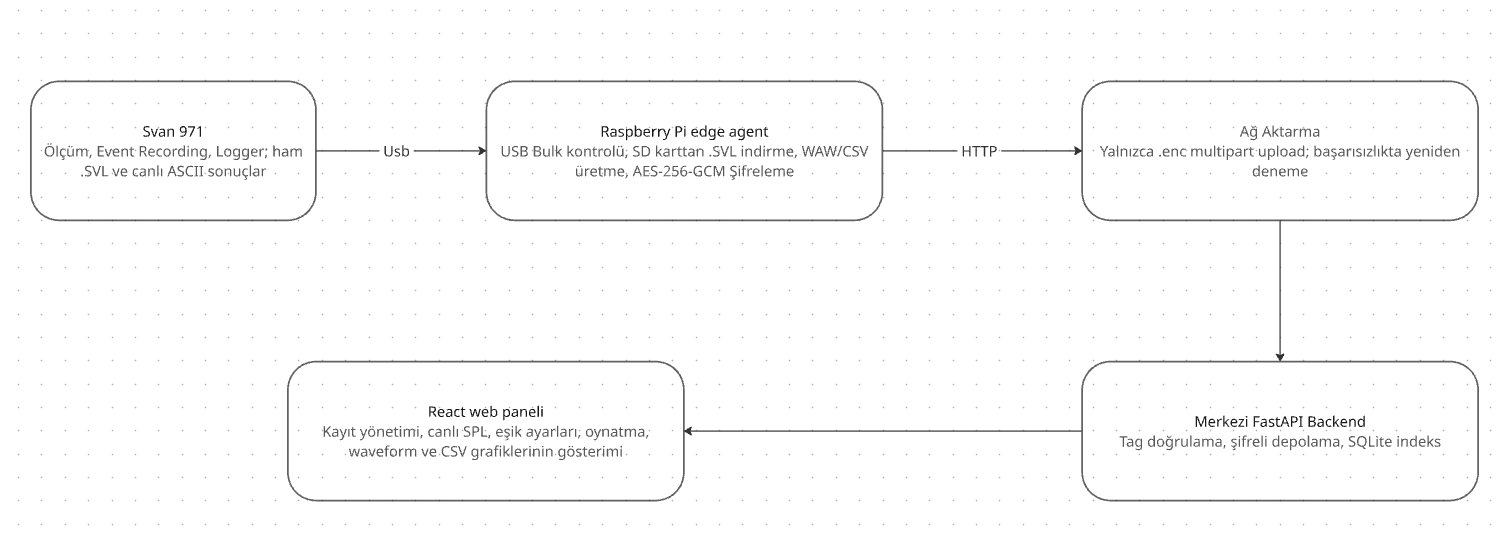 Svan 971
Ölçüm, Event Recording, Logger; ham
.SVL ve canlı ASCII sonuçlar
Usb
Raspberry Pi edge agent
USB Bulk kontrolü; SD karttan .SVL indirme, WAW/CSV
üretme, AES-256-GCM Şifreleme
HTTP
Ağ Aktarma
Yalnızca .enc multipart upload; başarısızlıkta yeniden
deneme
React web paneli
Kayıt yönetimi, canlı SPL, eşik ayarları; oynatma,
waveform ve CSV grafiklerinin gösterimi
Merkezi FastAPI Backend
Tag doğrulama, şifreli depolama, SQLite indeks